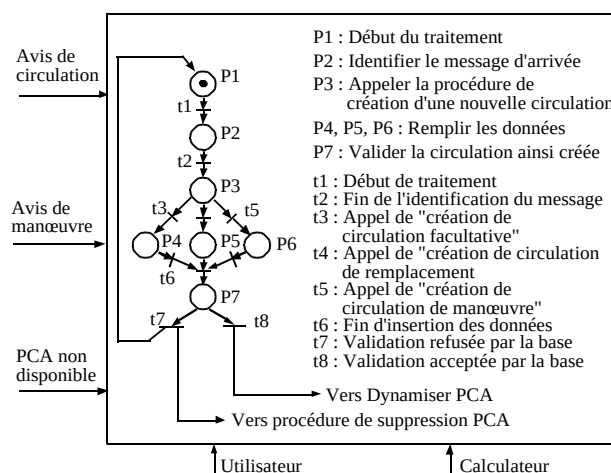 Avis de
circulation
Avis de
manœuvre
PCA non
disponible
P1
t1
P2
t2
P3
t3
t5
P4
P5
P6
t6
P7
t7
t8
Vers Dynamiser PCA
Vers procédure de suppression PCA
P1 : Début du traitement
P2 : Identifier le message d'arrivée
P3 : Appeler la procédure de
création d'une nouvelle circulation
P4, P5, P6 : Remplir les données
P7 : Valider la circulation ainsi créée
t1 : Début de traitement
t2 : Fin de l'identification du message
t3 : Appel de "création de
circulation facultative"
t4 : Appel de "création de circulation
de remplacement
t5 : Appel de "création de
circulation de manœuvre"
t6 : Fin d'insertion des données
t7 : Validation refusée par la base
t8 : Validation acceptée par la base
Utilisateur
Calculateur